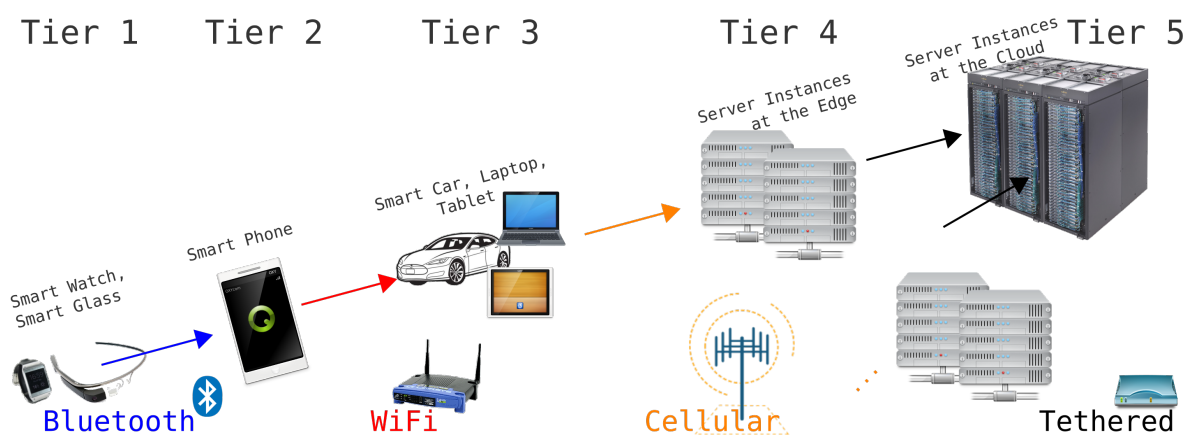 Tier 1
Tier 2
Tier 3
Tier 4
Tier 5
Smart Watch,
Smart Glass
Smart Phone
Smart Car, Laptop,
Tablet
Server Instances
at the Edge
Server Instances
at the Cloud
Bluetooth
WiFi
Cellular
Tethered